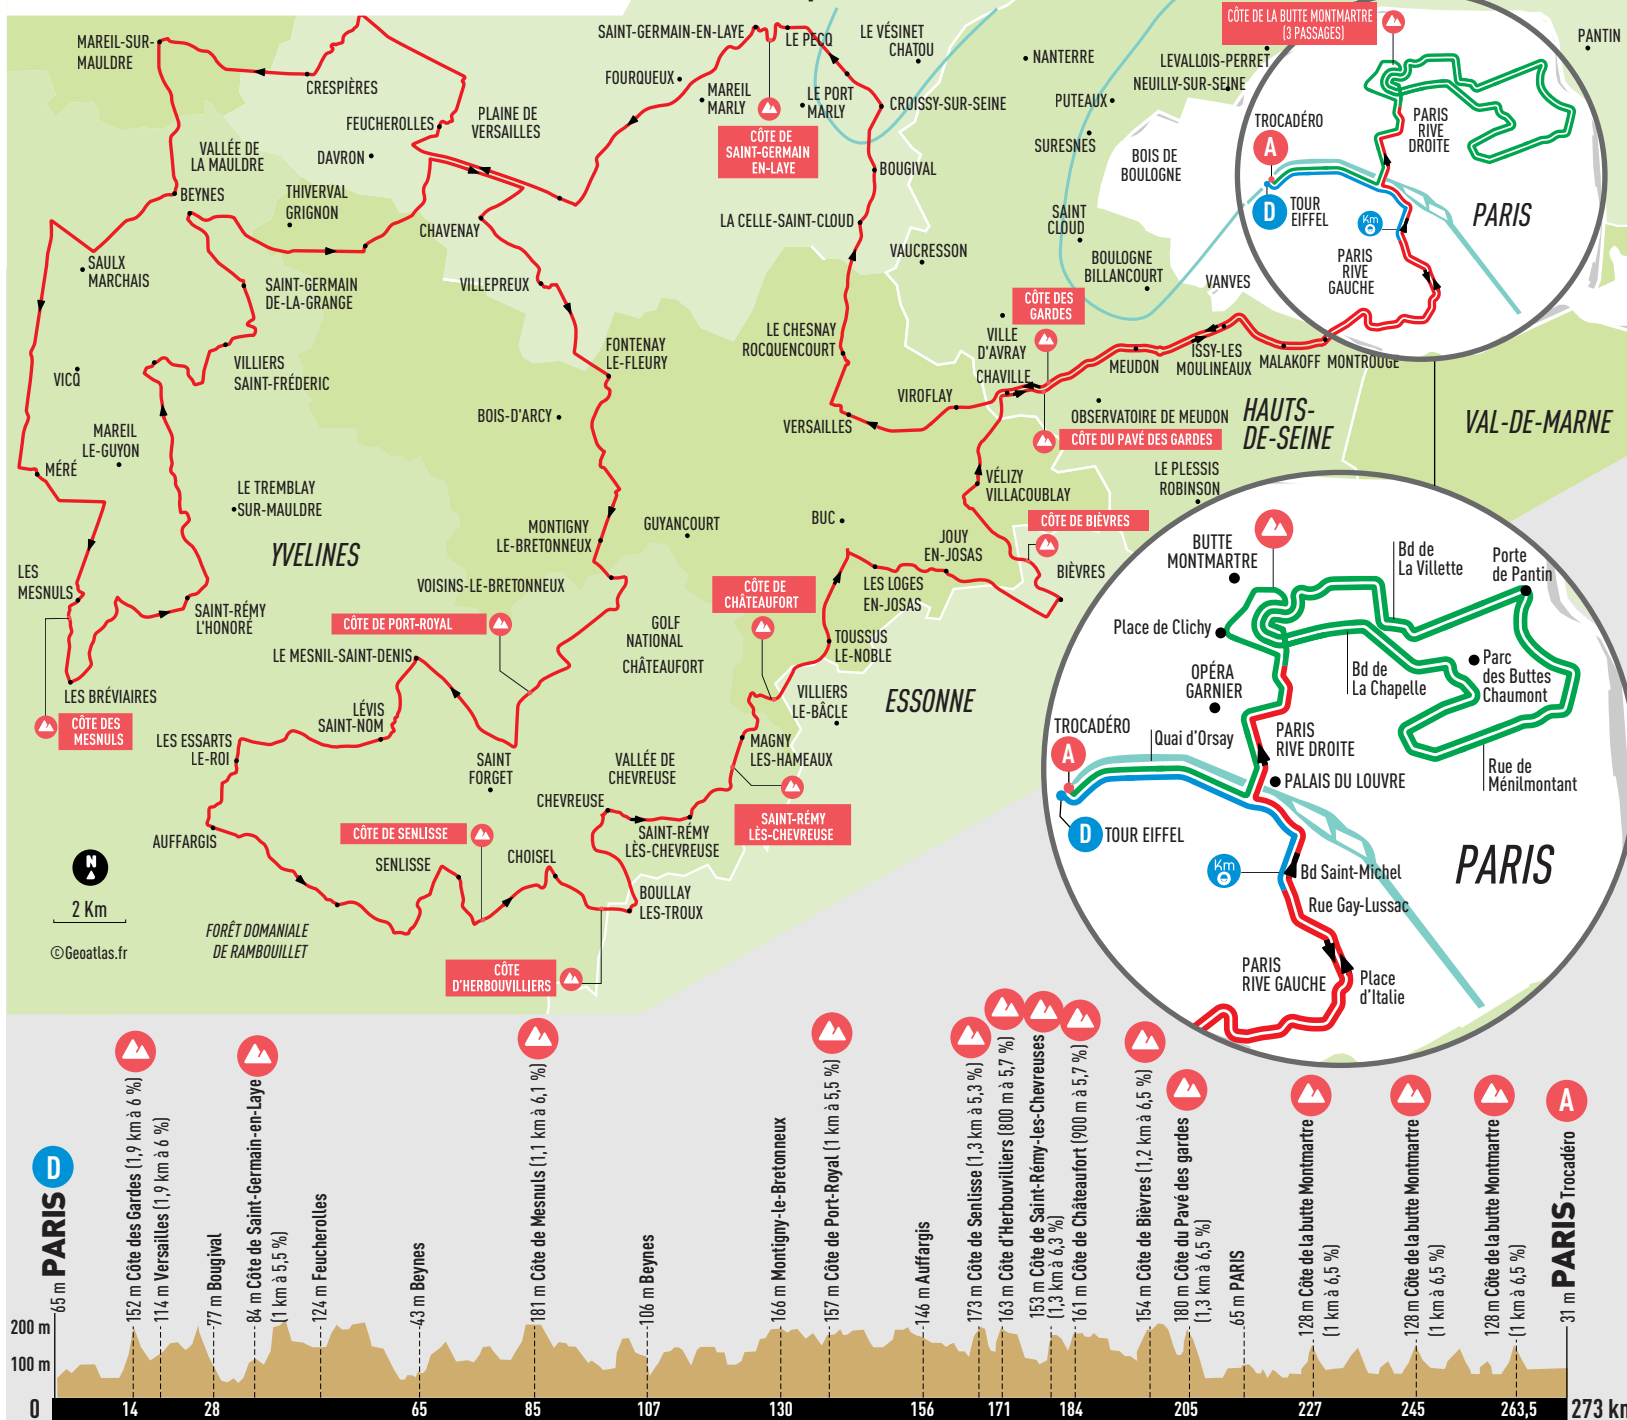 MAREIL-SUR-
MAULDRE
CRESPIÈRES
FEUCHEROLLES
PLAINE DE
VERSAILLES
VALLÉE DE
LA MAULDRE
DAVRON
BEYNES
THIVERVAL
GRIGNON
CHAVENAY
SAULX
MARCHAIS
SAINT-GERMAIN
DE-LA-GRANGE
VILLEPREUX
VILLIERS
SAINT-FRÉDERIC
VICQ
FONTENAY
LE-FLEURY
BOIS-D'ARCY
MAREIL
LE-GUYON
MÉRÉ
LE TREMBLAY
SUR-MAULDRE
YVELINES
MONTIGNY
LE-BRETONNEUX
GUYANCOURT
VOISINS-LE-BRETONNEUX
LES
MESNULS
SAINT-RÉMY
L'HONORÉ
CÔTE DE PORT-ROYAL
LE MESNIL-SAINT-DENIS
LES BRÉVIAIRES
CÔTE DES
MESNULS
LÉVIS
SAINT-NOM
LES ESSARTS
LE-ROI
SAINT
FORGET
AUFFARGIS
CÔTE DE SENLISSE
SENLISSE
CHOISEL
CHEVREUSE
VALLÉE DE
CHEVREUSE
SAINT-RÉMY
LÈS-CHEVREUSE
BOULLAY
LES-TROUX
CÔTE
D'HERBOUVILLIERS
FORÊT DOMANIALE
DE RAMBOUILLET
N
2 Km
©Geoatlas.fr
SAINT-GERMAIN-EN-LAYE
LE PECQ
LE VÉSINET
CHATOU
FOURQUEUX
MAREIL
MARLY
LE PORT
MARLY
CROISSY-SUR-SEINE
CÔTE DE
SAINT-GERMAIN
EN-LAYE
BOUGIVAL
LA CELLE-SAINT-CLOUD
VAUCRESSON
LE CHESNAY
ROCQUENCOURT
VERSAILLES
VIROFLAY
CHAVILLE
VILLE
D'AVRAY
CÔTE DES
GARDES
NANTERRE
PUTEAUX
SURESNES
LEVALLOIS-PERRET
NEUILLY-SUR-SEINE
BOIS DE
BOULOGNE
SAINT
CLOUD
BOULOGNE
BILLANCOURT
VANVES
MEUDON
ISSY-LES
MOULINEAUX
MALAKOFF
MONTROUGE
OBSERVATOIRE DE MEUDON
CÔTE DU PAVÉ DES GARDES
HAUTS-
DE-SEINE
VAL-DE-MARNE
PANTIN
LE PLESSIS
ROBINSON
VÉLIZY
VILLACOUBLAY
CÔTE DE BIÈVRES
BIÈVRES
BUC
JOUY
EN-JOSAS
LES LOGES
EN-JOSAS
CÔTE DE
CHÂTEAUFORT
GOLF
NATIONAL
CHÂTEAUFORT
TOUSSUS
LE-NOBLE
VILLIERS
LE-BÂCLE
ESSONNE
MAGNY
LES-HAMEAUX
SAINT-RÉMY
LÈS-CHEVREUSE
CÔTE DE LA BUTTE MONTMARTRE
(3 PASSAGES)
TROCADÉRO
A
D
TOUR
EIFFEL
Km
0
PARIS
RIVE
DROITE
PARIS
RIVE
GAUCHE
PARIS
BUTTE
MONTMARTRE
Place de Clichy
Bd de
La Villette
Porte
de Pantin
Bd de
La Chapelle
Parc
des Buttes
Chaumont
OPÉRA
GARNIER
TROCADÉRO
A
Quai d'Orsay
PARIS
RIVE DROITE
PALAIS DU LOUVRE
Rue de
Ménilmontant
D
TOUR EIFFEL
Km
0
Bd Saint-Michel
Rue Gay-Lussac
PARIS
PARIS
RIVE GAUCHE
Place
d'Italie
D
65 m PARIS
152 m Côte des Gardes (1,9 km à 6 %)
114 m Versailles (1,9 km à 6 %)
77 m Bougival
84 m Côte de Saint-Germain-en-Laye
(1 km à 5,5 %)
124 m Feucherolles
43 m Beynes
181 m Côte de Mesnuls (1,1 km à 6,1 %)
106 m Beynes
166 m Montigny-le-Bretonneux
157 m Côte de Port-Royal (1 km à 5,5 %)
146 m Auffargis
173 m Côte de Senlisse (1,3 km à 5,3 %)
163 m Côte d'Herbouvilliers (800 m à 5,7 %)
153 m Côte de Saint-Rémy-les-Chevreuses
(1,3 km à 6,3 %)
161 m Côte de Châteaufort (900 m à 5,7 %)
154 m Côte de Bièvres (1,2 km à 6,5 %)
180 m Côte du Pavé des gardes
(1,3 km à 6,5 %)
65 m PARIS
128 m Côte de la butte Montmartre
(1 km à 6,5 %)
128 m Côte de la butte Montmartre
(1 km à 6,5 %)
128 m Côte de la butte Montmartre
(1 km à 6,5 %)
A
31 m PARIS Trocadéro
200 m
100 m
0 14 28 65 85 107 130 156 171 184 205 227 245 263,5 273 km